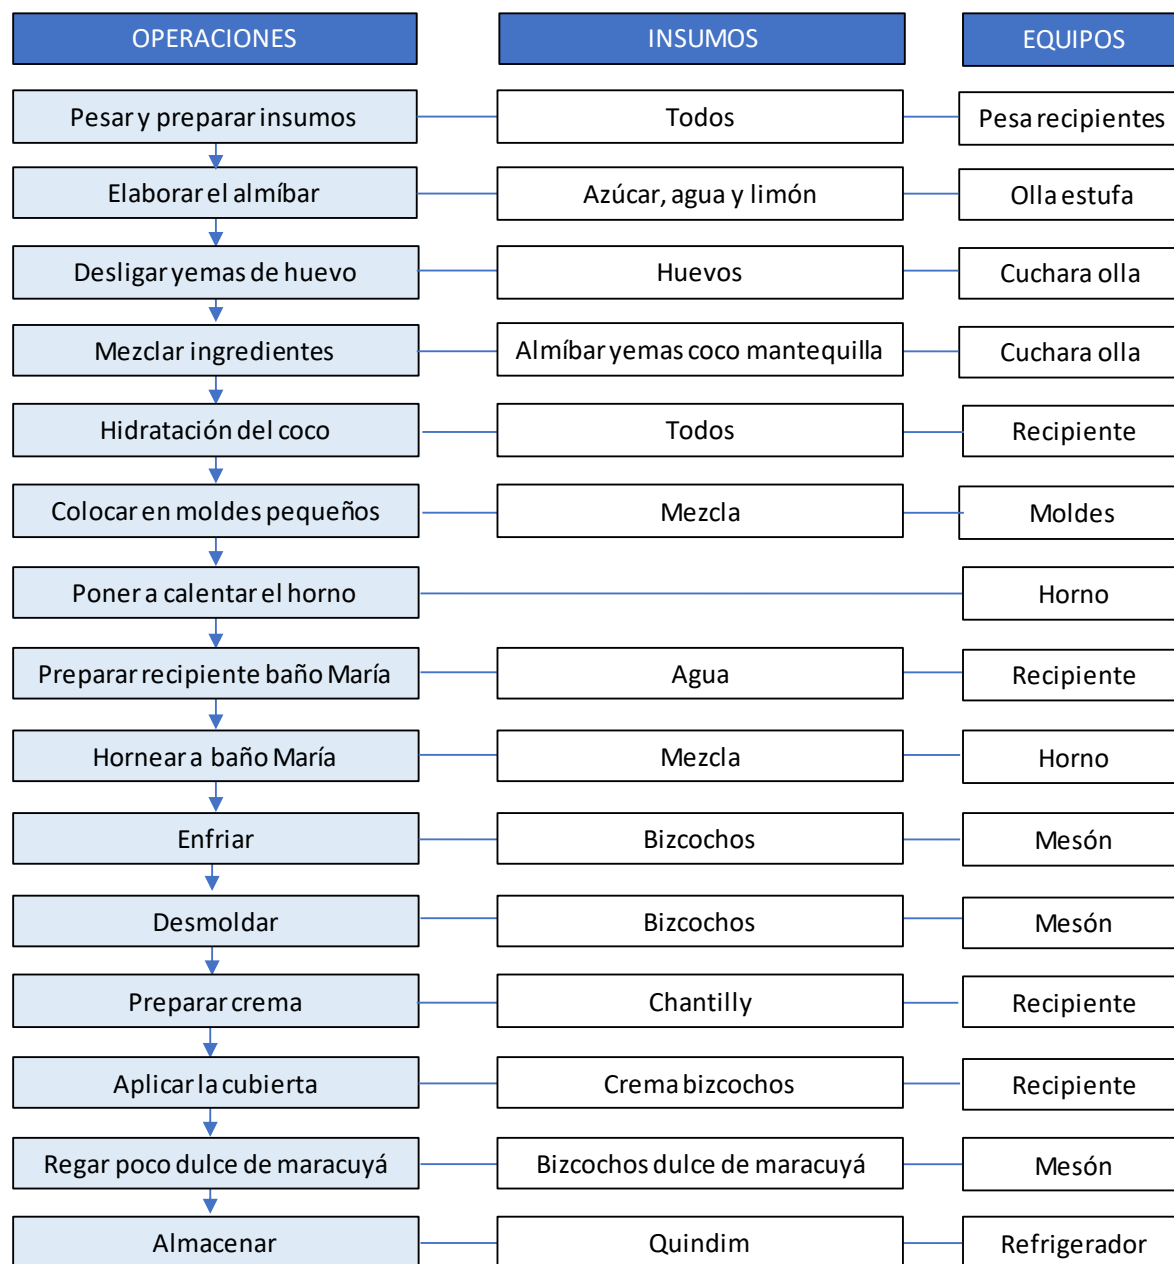 OPERACIONES
INSUMOS
EQUIPOS
Pesar y preparar insumos
Todos
Pesa recipientes
Elaborar el almíbar
Azúcar, agua y limón
Olla estufa
Desligar yemas de huevo
Huevos
Cuchara olla
Mezclar ingredientes
Almíbar yemas coco mantequilla
Cuchara olla
Hidratación del coco
Todos
Recipiente
Colocar en moldes pequeños
Mezcla
Moldes
Poner a calentar el horno
Horno
Preparar recipiente baño María
Agua
Recipiente
Hornear a baño María
Mezcla
Horno
Enfriar
Bizcochos
Mesón
Desmoldar
Bizcochos
Mesón
Preparar crema
Chantilly
Recipiente
Aplicar la cubierta
Crema bizcochos
Recipiente
Regar poco dulce de maracuyá
Bizcochos dulce de maracuyá
Mesón
Almacenar
Quindim
Refrigerador